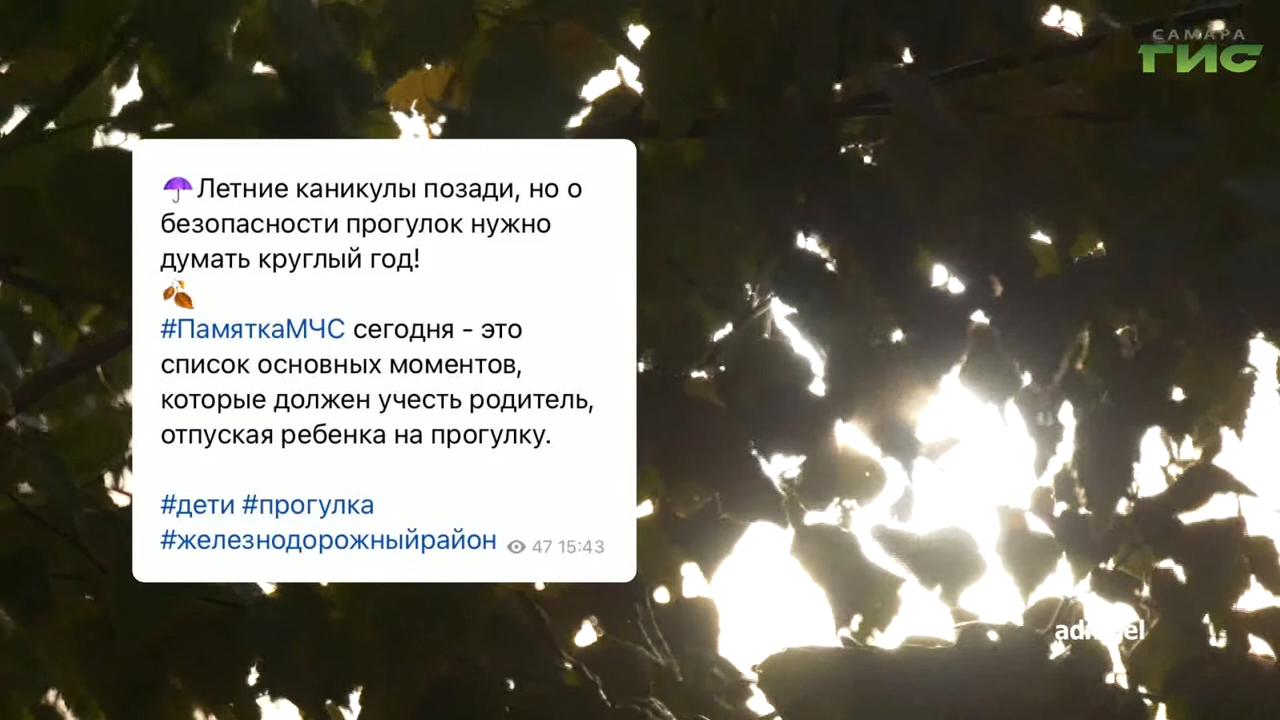 САМАРА
ГИС
☂Летние каникулы позади, но о
безопасности прогулок нужно
думать круглый год!
🍂
#ПамяткаМЧС сегодня - это
список основных моментов,
которые должен учесть родитель,
отпуская ребенка на прогулку.
#дети #прогулка
#железнодорожныйрайон 47 15:43